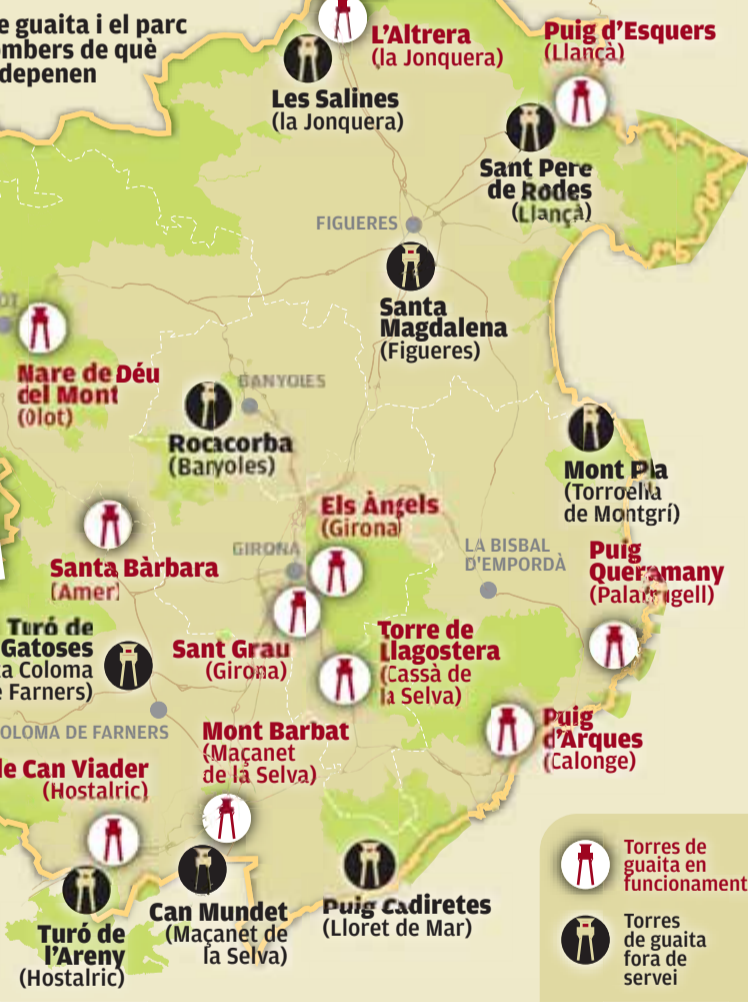 e guaita i el parc
ombers de què
depenen
L'Altrera
(la Jonquera)
Puig d'Esquers
(Llançà)
Les Salines
(la Jonquera)
Sant Pere
de Rodes
(Llançà)
FIGUERES
Santa
Magdalena
(Figueres)
OT
Mare de Déu
del Mont
(Olot)
BANYOLES
Rocacorba
(Banyoles)
Mont Pla
(Torroella
de Montgrí)
Els Àngels
(Girona)
GIRONA
LA BISBAL
D'EMPORDÀ
Puig
Queramany
(Palafrugell)
Santa Bàrbara
(Amer)
Turó de
Gatoses
ta Coloma
e Farners)
Sant Grau
(Girona)
Torre de
Llagostera
(Cassà de
la Selva)
OLOMA DE FARNERS
Mont Barbat
(Maçanet
de la Selva)
Puig
d'Arques
(Calonge)
de Can Viader
(Hostalric)
Can Mundet
(Maçanet de
la Selva)
Puig Cadiretes
(Lloret de Mar)
Turó de
l'Areny
(Hostalric)
Torres de
guaita en
funcionament
Torres
de guaita
fora de
servei